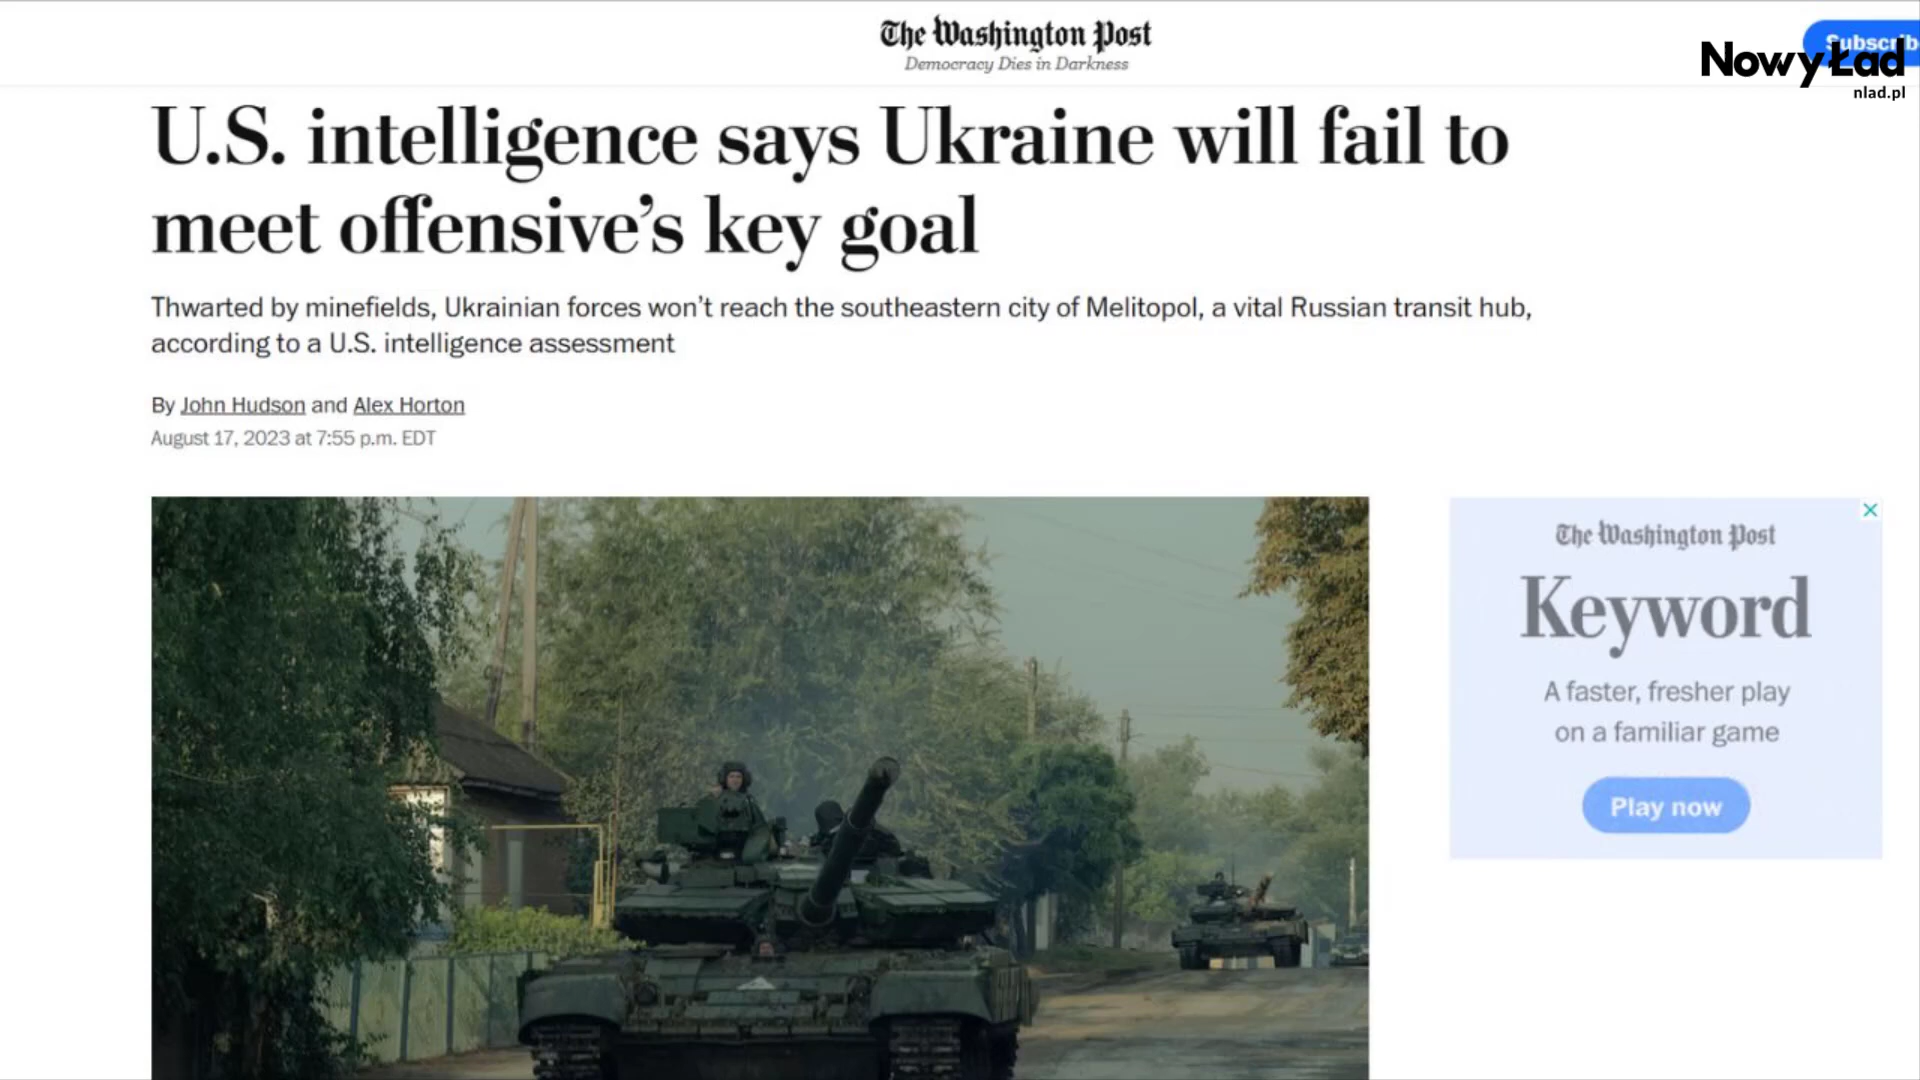 The Washington Post
Democracy Dies in Darkness
Subscrib
Nowy Ład
nlad.pl
U.S. intelligence says Ukraine will fail to
meet offensive’s key goal
Thwarted by minefields, Ukrainian forces won’t reach the southeastern city of Melitopol, a vital Russian transit hub,
according to a U.S. intelligence assessment
By John Hudson and Alex Horton
August 17, 2023 at 7:55 p.m. EDT
The Washington Post
Keyword
A faster, fresher play
on a familiar game
Play now